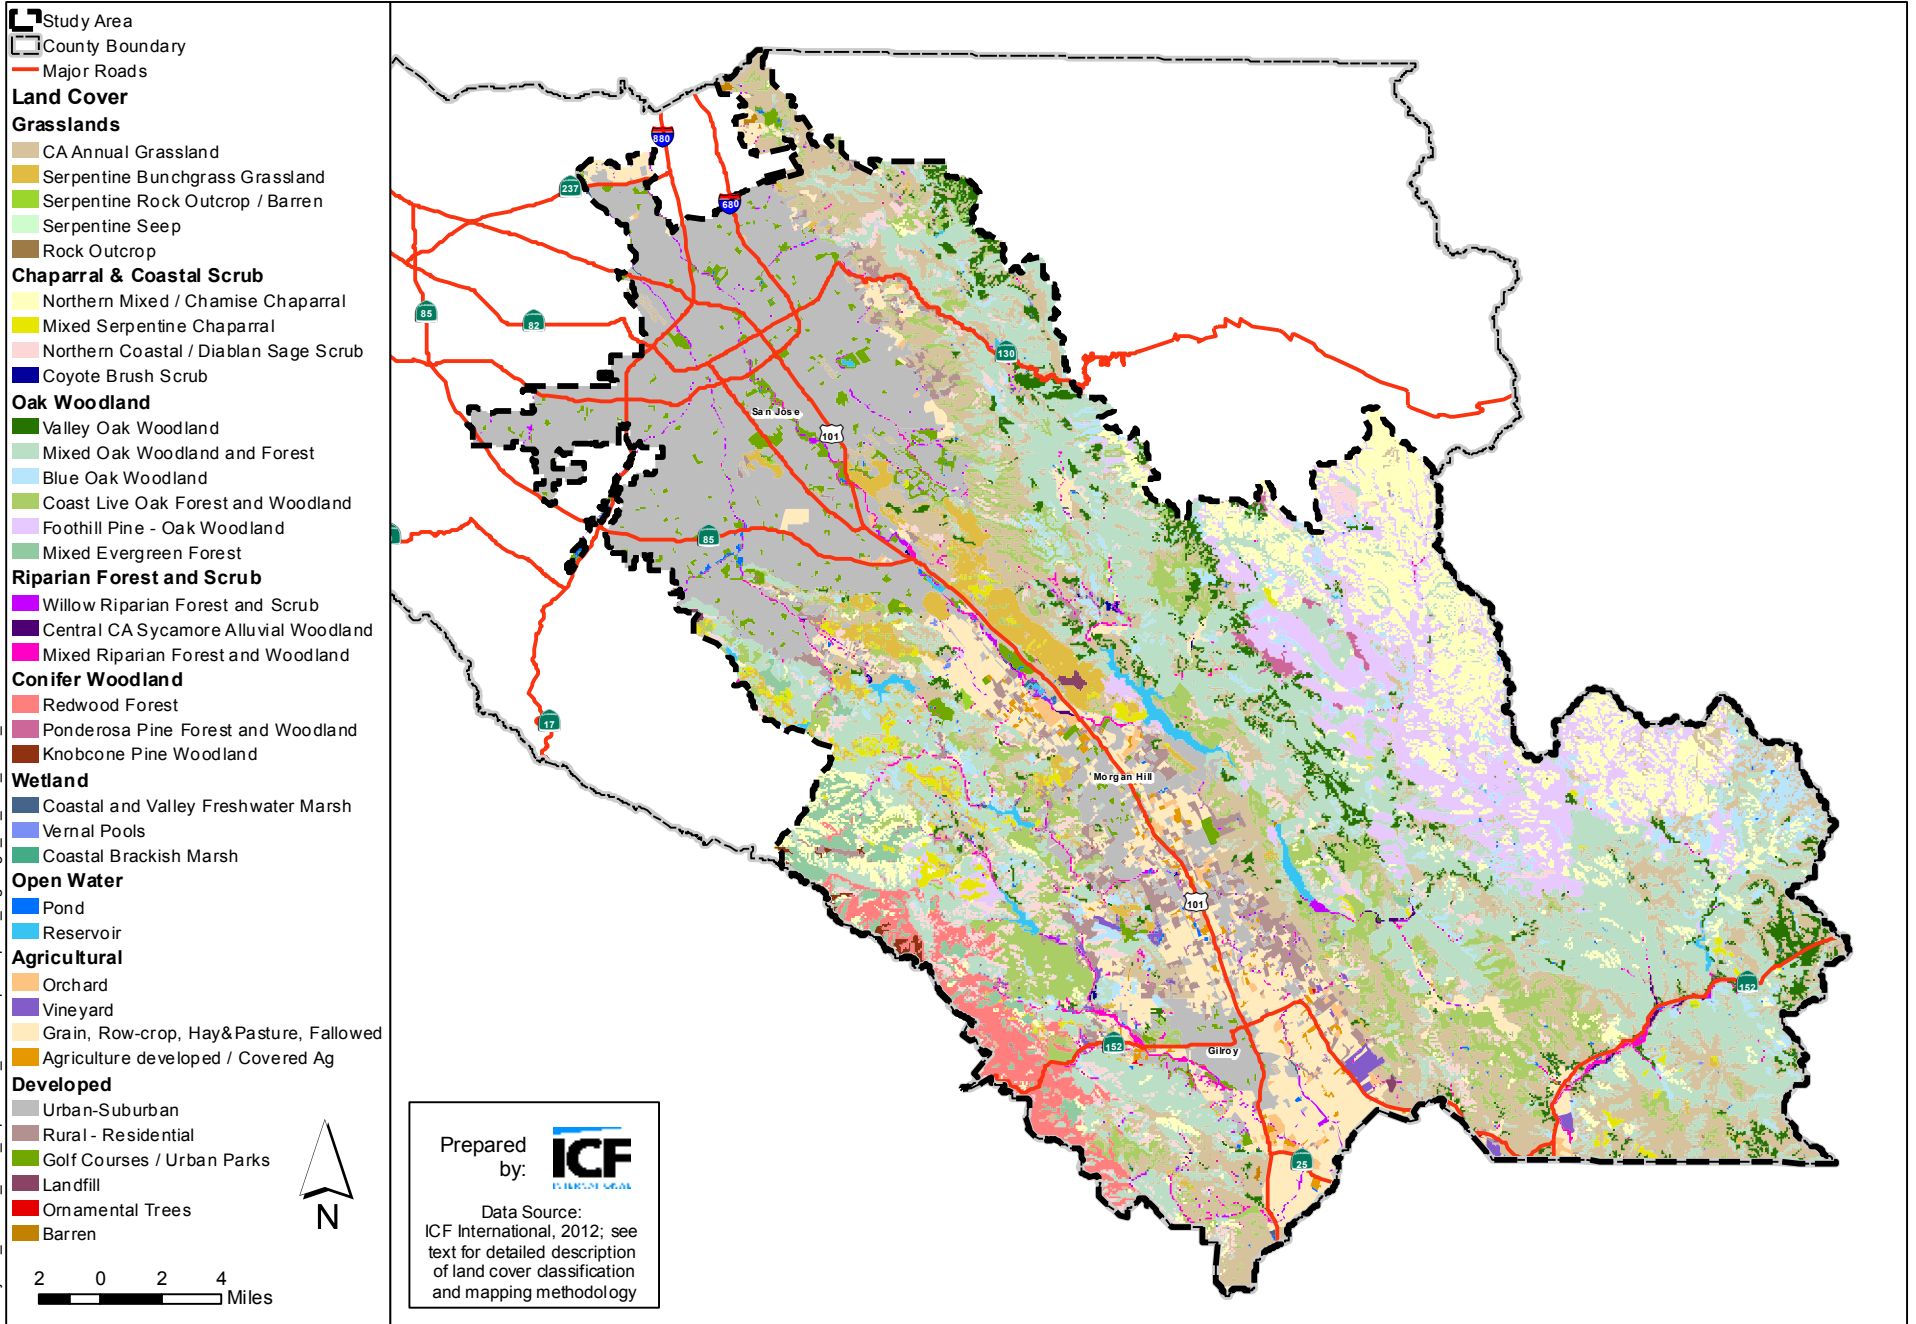 Study Area
County Boundary
Major Roads
Land Cover
Grasslands
CA Annual Grassland
Serpentine Bunchgrass Grassland
Serpentine Rock Outcrop / Barren
Serpentine Seep
Rock Outcrop
Chaparral & Coastal Scrub
Northern Mixed / Chamise Chaparral
Mixed Serpentine Chaparral
Northern Coastal / Diablan Sage Scrub
Coyote Brush Scrub
Oak Woodland
Valley Oak Woodland
Mixed Oak Woodland and Forest
Blue Oak Woodland
Coast Live Oak Forest and Woodland
Foothill Pine - Oak Woodland
Mixed Evergreen Forest
Riparian Forest and Scrub
Willow Riparian Forest and Scrub
Central CA Sycamore Alluvial Woodland
Mixed Riparian Forest and Woodland
Conifer Woodland
Redwood Forest
Ponderosa Pine Forest and Woodland
Knobcone Pine Woodland
Wetland
Coastal and Valley Freshwater Marsh
Vernal Pools
Coastal Brackish Marsh
Open Water
Pond
Reservoir
Agricultural
Orchard
Vineyard
Grain, Row-crop, Hay&Pasture, Fallowed
Agriculture developed / Covered Ag
Developed
Urban-Suburban
Rural - Residential
Golf Courses / Urban Parks
Landfill
Ornamental Trees
Barren
N
2 0 2 4
Miles
880
237
680
85
82
130
San Jose
101
85
17
Morgan Hill
101
152
152
Gilroy
25
Prepared
by:
ICF
Data Source:
ICF International, 2012; see
text for detailed description
of land cover classification
and mapping methodology